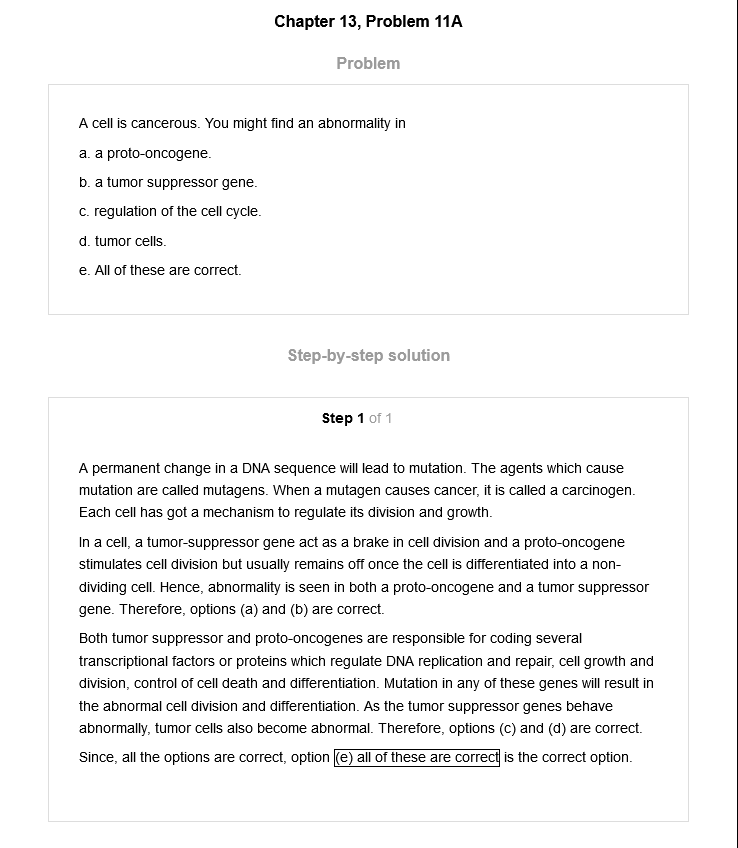 Chapter 13, Problem 11A
Problem
A cell is cancerous. You might find an abnormality in
a. a proto-oncogene.
b. a tumor suppressor gene.
c. regulation of the cell cycle.
d. tumor cells.
e. All of these are correct.
Step-by-step solution
Step 1 of 1
A permanent change in a DNA sequence will lead to mutation. The agents which cause
mutation are called mutagens. When a mutagen causes cancer, it is called a carcinogen.
Each cell has got a mechanism to regulate its division and growth.
In a cell, a tumor-suppressor gene act as a brake in cell division and a proto-oncogene
stimulates cell division but usually remains off once the cell is differentiated into a non-
dividing cell. Hence, abnormality is seen in both a proto-oncogene and a tumor suppressor
gene. Therefore, options (a) and (b) are correct.
Both tumor suppressor and proto-oncogenes are responsible for coding several
transcriptional factors or proteins which regulate DNA replication and repair, cell growth and
division, control of cell death and differentiation. Mutation in any of these genes will result in
the abnormal cell division and differentiation. As the tumor suppressor genes behave
abnormally, tumor cells also become abnormal. Therefore, options (c) and (d) are correct.
Since, all the options are correct, option (e) all of these are correct is the correct option.